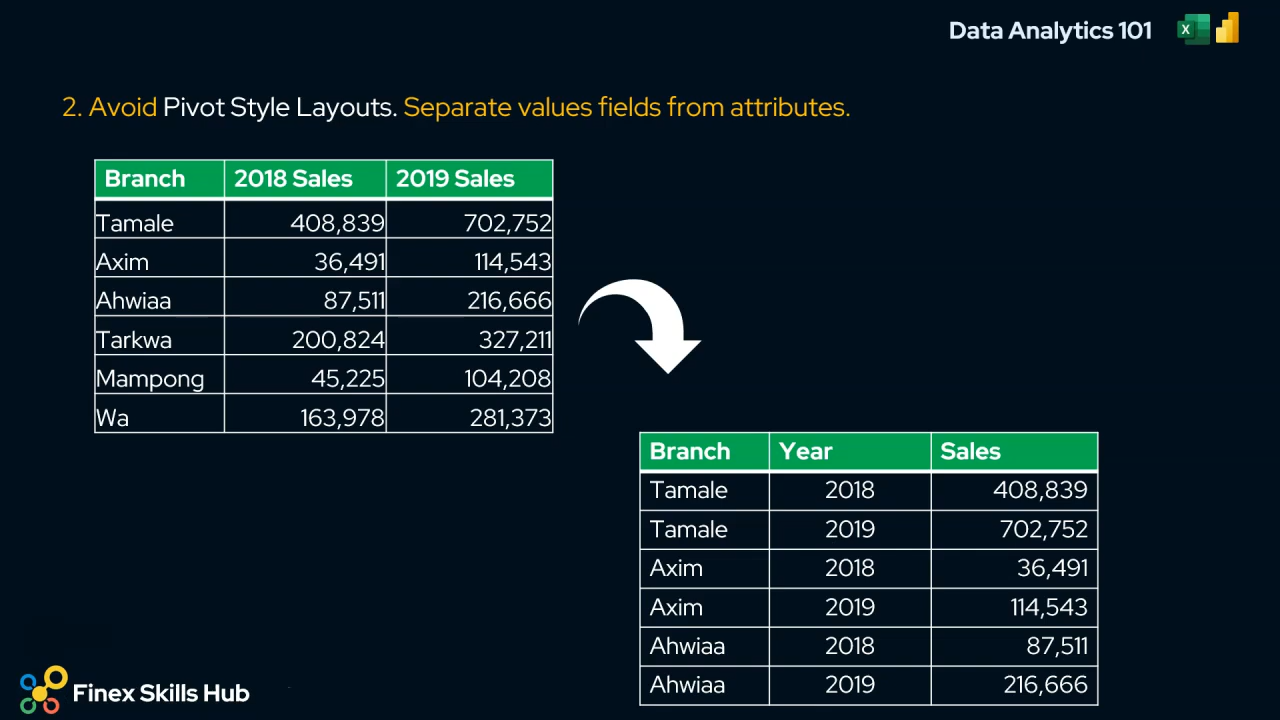 Data Analytics 101
X
2. Avoid Pivot Style Layouts. Separate values fields from attributes.
Branch 2018 Sales 2019 Sales
Tamale 408,839 702,752
Axim 36,491 114,543
Ahwiaa 87,511 216,666
Tarkwa 200,824 327,211
Mampong 45,225 104,208
Wa 163,978 281,373
Branch Year Sales
Tamale 2018 408,839
Tamale 2019 702,752
Axim 2018 36,491
Axim 2019 114,543
Ahwiaa 2018 87,511
Ahwiaa 2019 216,666
Finex Skills Hub